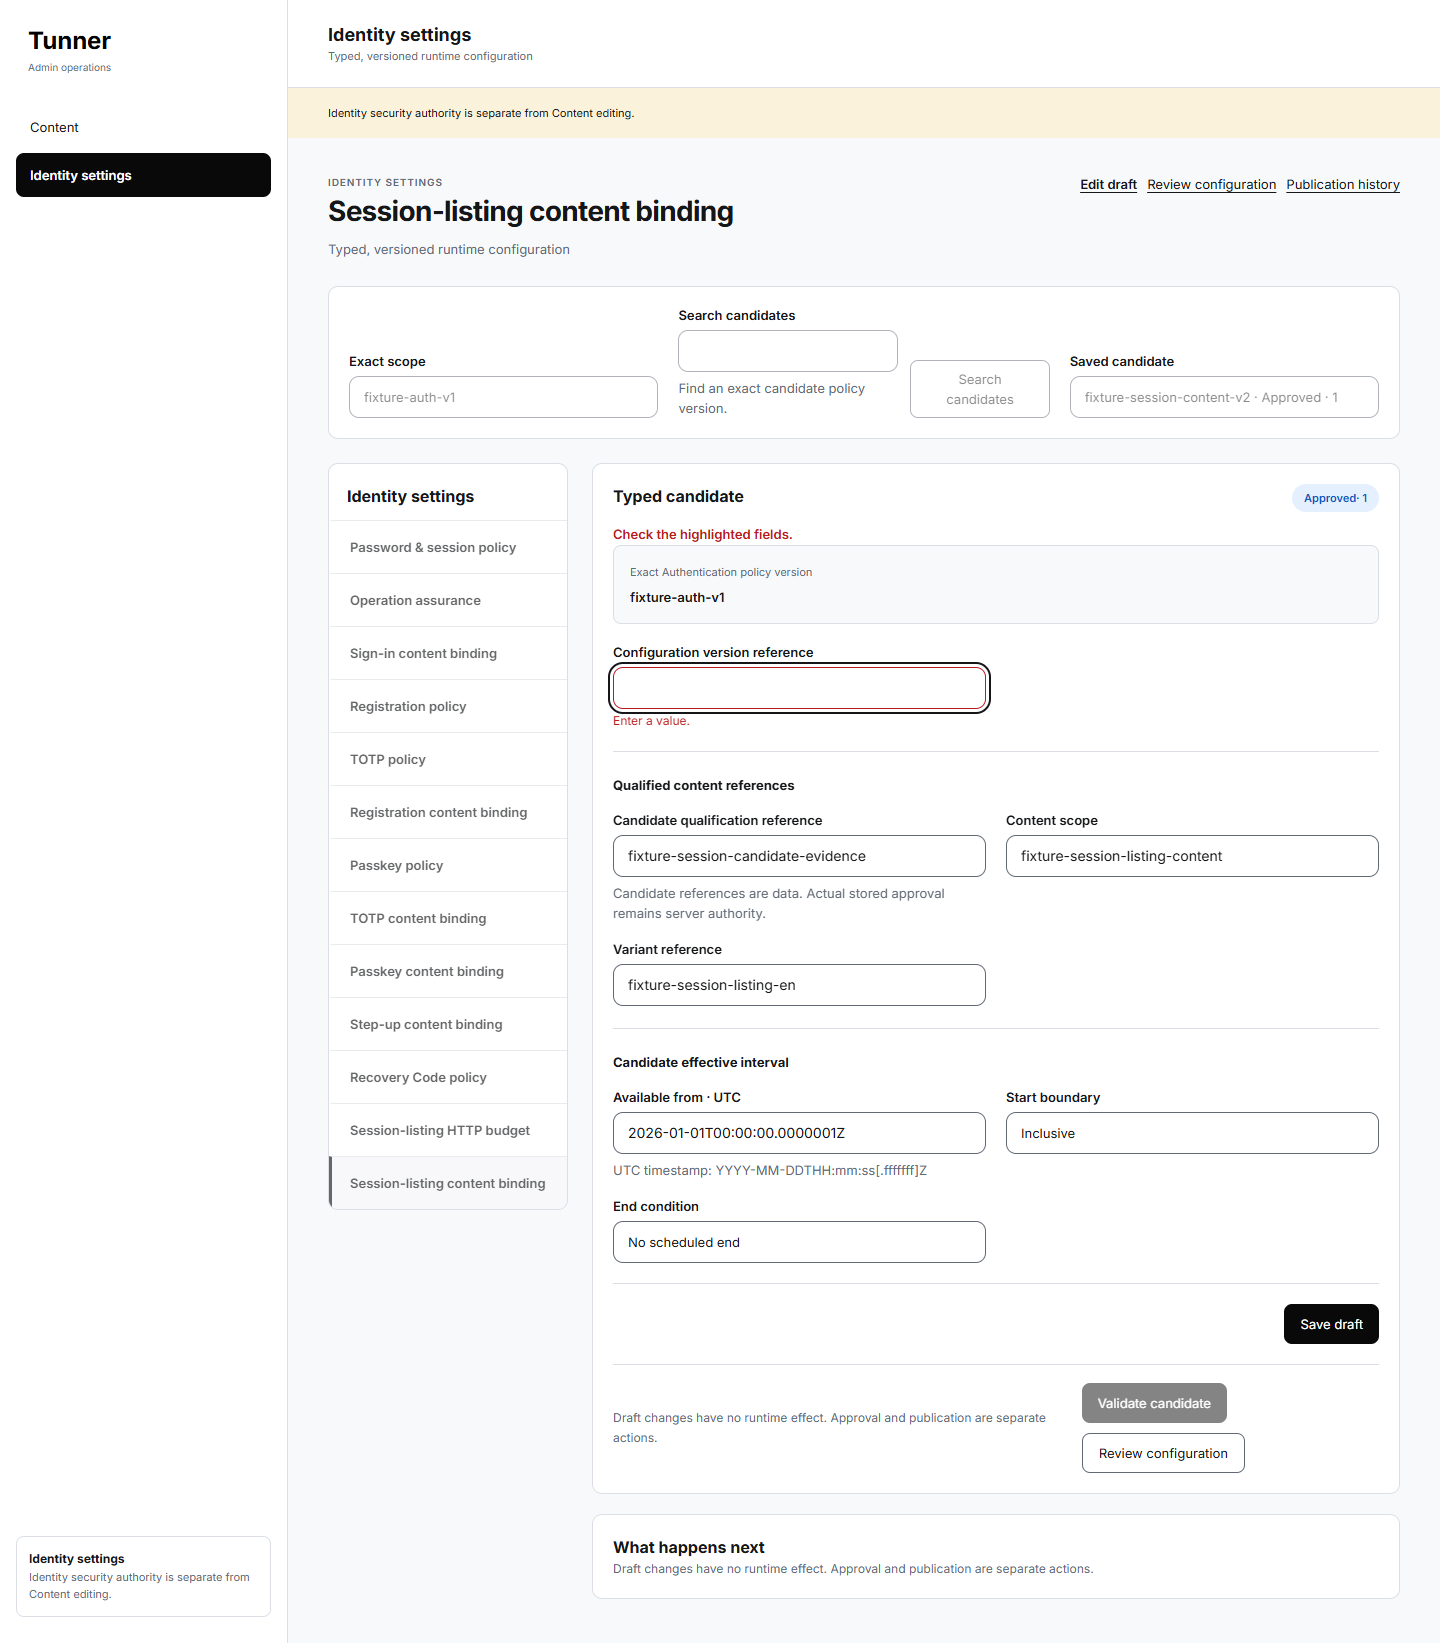 Tunner
Admin operations
Content
Identity settings
Identity settings
Identity security authority is separate from
Content editing.
Identity settings
Typed, versioned runtime configuration
Identity security authority is separate from Content editing.
IDENTITY SETTINGS
Session-listing content binding
Typed, versioned runtime configuration
Edit draft
Review configuration
Publication history
Exact scope
fixture-auth-v1
Search candidates
Find an exact candidate policy
version.
Search
candidates
Saved candidate
fixture-session-content-v2 · Approved · 1
Identity settings
Password & session policy
Operation assurance
Sign-in content binding
Registration policy
TOTP policy
Registration content binding
Passkey policy
TOTP content binding
Passkey content binding
Step-up content binding
Recovery Code policy
Session-listing HTTP budget
Session-listing content binding
Typed candidate
Approved· 1
Check the highlighted fields.
Exact Authentication policy version
fixture-auth-v1
Configuration version reference
Enter a value.
Qualified content references
Candidate qualification reference
fixture-session-candidate-evidence
Candidate references are data. Actual stored approval
remains server authority.
Content scope
fixture-session-listing-content
Variant reference
fixture-session-listing-en
Candidate effective interval
Available from · UTC
2026-01-01T00:00:00.0000001Z
UTC timestamp: YYYY-MM-DDTHH:mm:ss[.fffffff]Z
Start boundary
Inclusive
End condition
No scheduled end
Save draft
Draft changes have no runtime effect. Approval and publication are separate
actions.
Validate candidate
Review configuration
What happens next
Draft changes have no runtime effect. Approval and publication are separate actions.